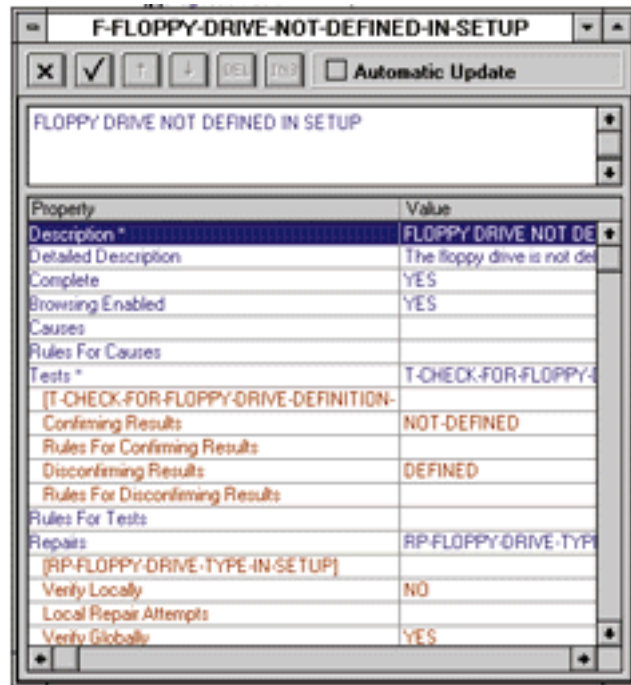 F-FLOPPY-DRIVE-NOT-DEFINED-IN-SETUP
DEL INS Automatic Update
FLOPPY DRIVE NOT DEFINED IN SETUP
Property Value
Description * FLOPPY DRIVE NOT DE
Detailed Description The floppy drive is not def
Complete YES
Browsing Enabled YES
Causes
Rules For Causes
Tests * T-CHECK-FOR-FLOPPY-D
[T-CHECK-FOR-FLOPPY-DRIVE-DEFINITION-
Confirming Results NOT-DEFINED
Rules For Confirming Results
Disconfirming Results DEFINED
Rules For Disconfirming Results
Rules For Tests
Repairs RP-FLOPPY-DRIVE-TYPE
[RP-FLOPPY-DRIVE-TYPE-IN-SETUP]
Verify Locally NO
Local Repair Attempts
Verify Globally YES